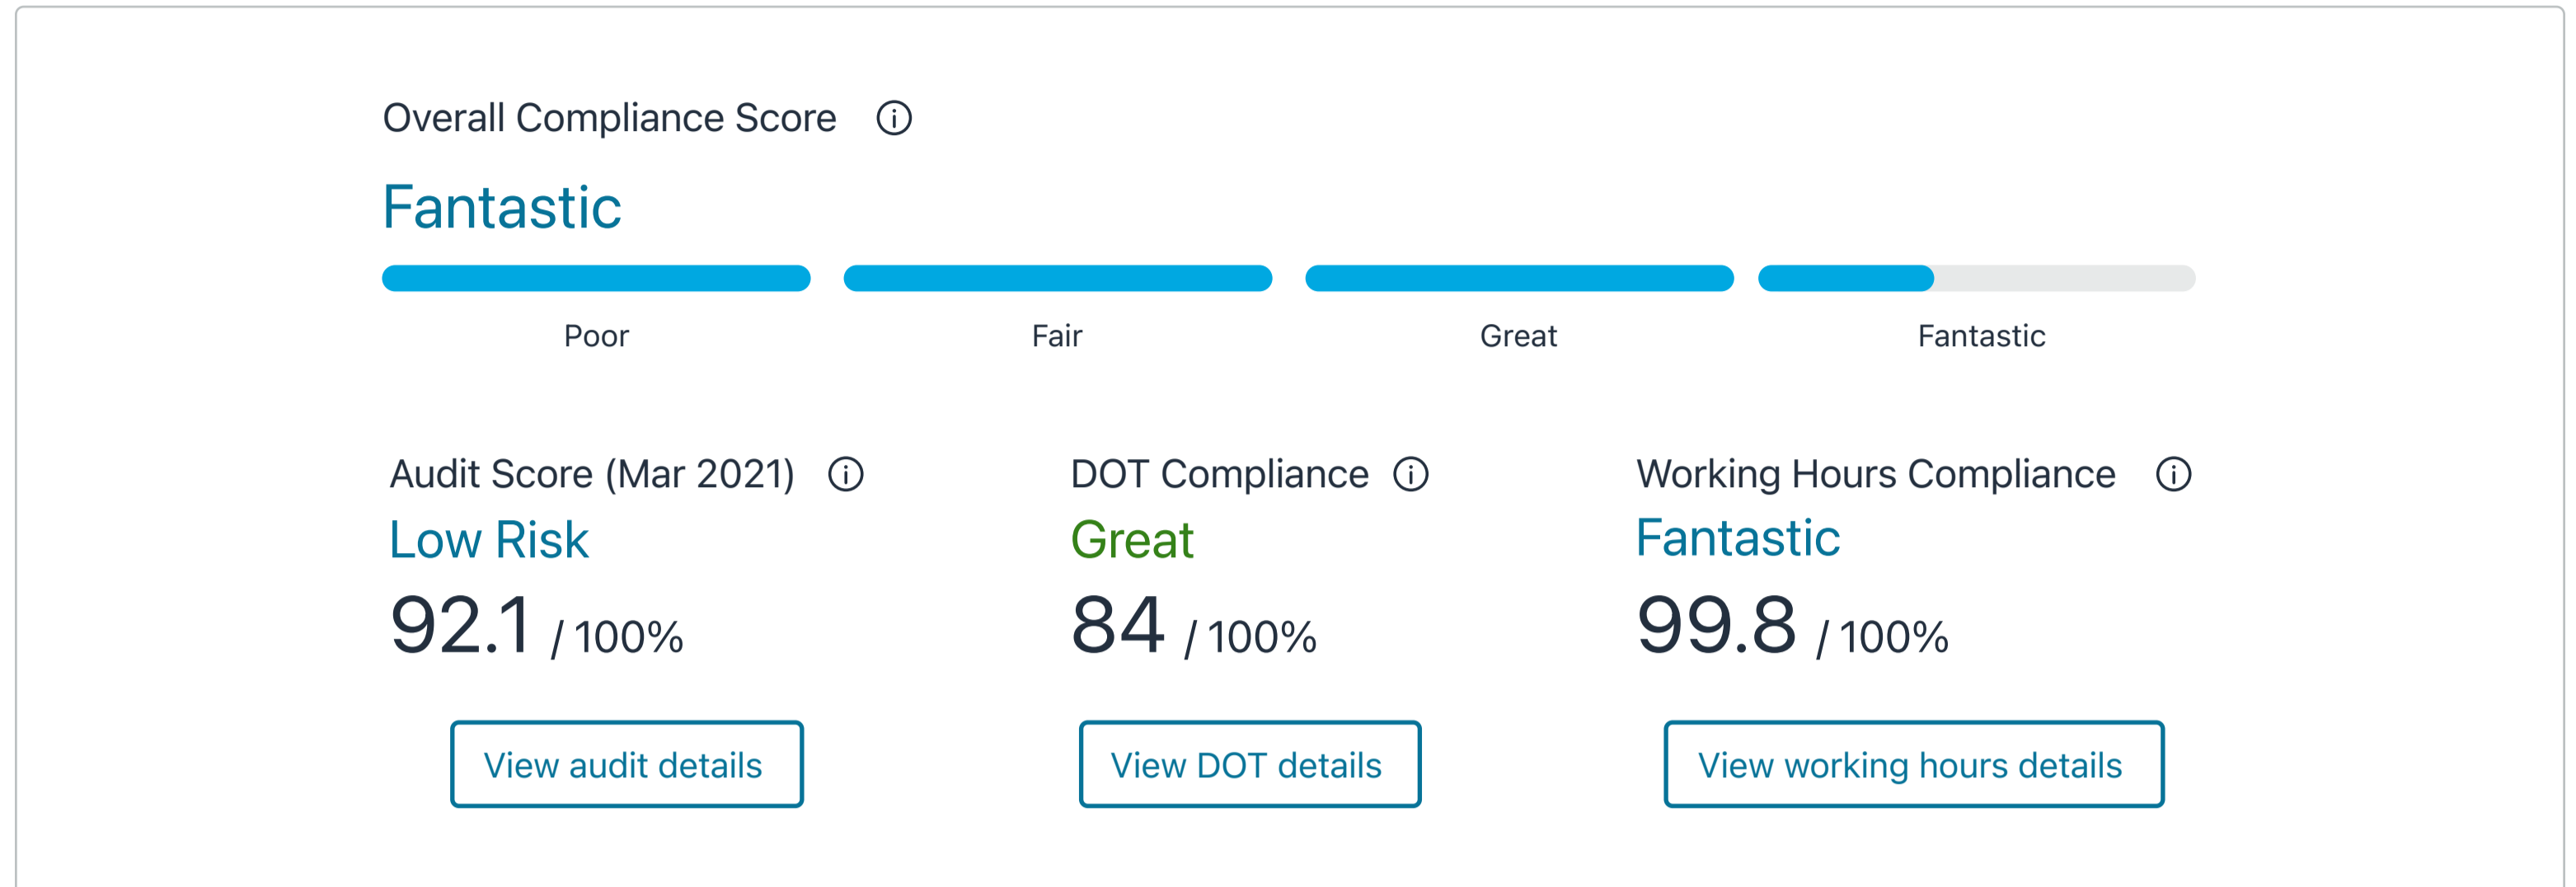 Overall Compliance Score
Fantastic
Poor Fair Great Fantastic
Audit Score (Mar 2021) DOT Compliance Working Hours Compliance
Low Risk Great Fantastic
92.1 / 100% 84 / 100% 99.8 / 100%
View audit details View DOT details View working hours details